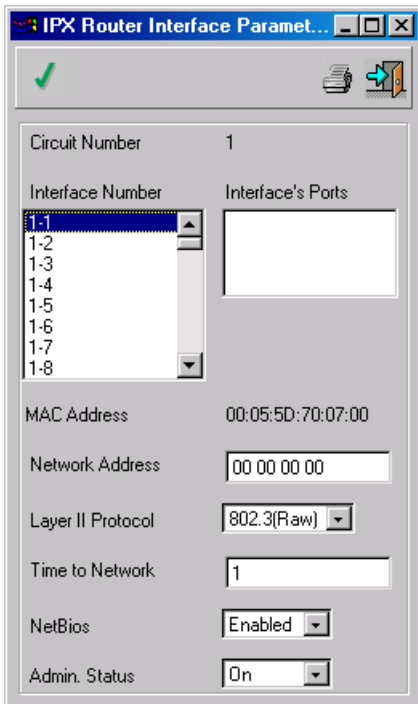 IPX Router Interface Paramet...
Circuit Number 1
Interface Number Interface's Ports
1-1
1-2
1-3
1-4
1-5
1-6
1-7
1-8
MAC Address 00:05:5D:70:07:00
Network Address 00 00 00 00
Layer II Protocol 802.3(Raw)
Time to Network 1
NetBios Enabled
Admin. Status On